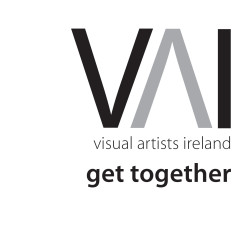 VAI
visual artists ireland
get together